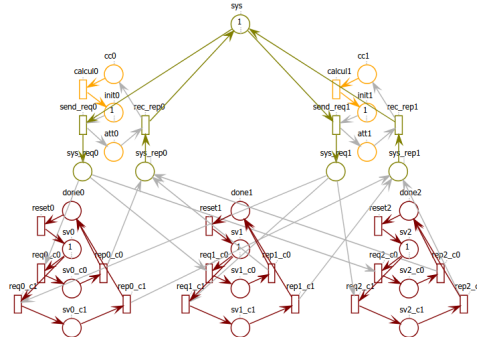 sys
1
cc0
cc1
calcul0
calcul1
init0
init1
1
1
send_req0
rec_rep0
send_req1
rec_rep1
att0
att1
sys_req0
sys_rep0
sys_req1
sys_rep1
done0
done1
done2
reset0
reset1
reset2
sv0
sv1
sv2
1
1
1
req0_c0
rep0_c0
req1_c0
rep1_c0
req2_c0
rep2_c0
sv0_c0
sv1_c0
sv2_c0
req0_c1
rep0_c1
req1_c1
rep1_c1
req2_c1
rep2_c1
sv0_c1
sv1_c1
sv2_c1